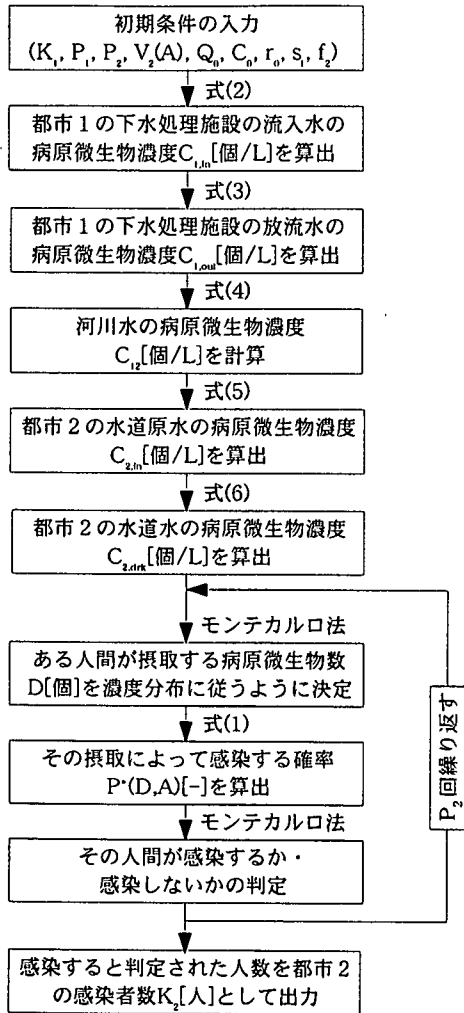 初期条件の入力
(K₁, P₁, P₂, V₂(A), Q₀, C₀, r₀, s₁, f₂)
式(2)
都市1の下水処理施設の流入水の
病原微生物濃度C₁,in[個/L]を算出
式(3)
都市1の下水処理施設の放流水の
病原微生物濃度C₁,out[個/L]を算出
式(4)
河川水の病原微生物濃度
C₁₂[個/L]を計算
式(5)
都市2の水道原水の病原微生物濃度
C₂,in[個/L]を算出
式(6)
都市2の水道水の病原微生物濃度
C₂,drk[個/L]を算出
モンテカルロ法
ある人間が摂取する病原微生物数
D[個]を濃度分布に従うように決定
式(1)
その摂取によって感染する確率
P*(D,A)[-]を算出
モンテカルロ法
その人間が感染するか・
感染しないかの判定
P₂回繰り返す
感染すると判定された人数を都市2
の感染者数K₂[人]として出力